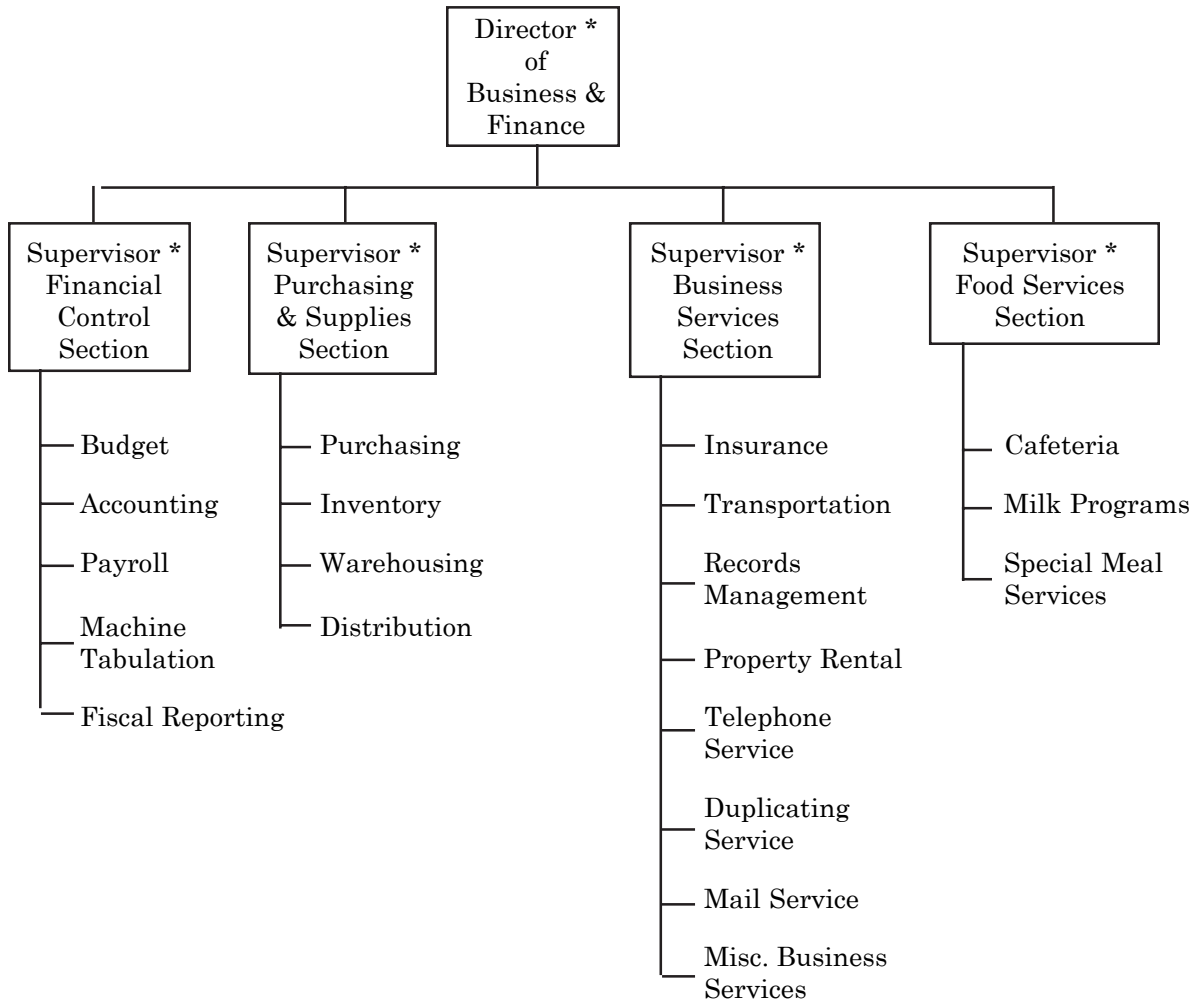 Director *
of
Business &
Finance
Supervisor *
Financial
Control
Section
Supervisor *
Purchasing
& Supplies
Section
Supervisor *
Business
Services
Section
Supervisor *
Food Services
Section
Budget
Accounting
Payroll
Machine
Tabulation
Fiscal Reporting
Purchasing
Inventory
Warehousing
Distribution
Insurance
Transportation
Records
Management
Property Rental
Telephone
Service
Duplicating
Service
Mail Service
Misc. Business
Services
Cafeteria
Milk Programs
Special Meal
Services